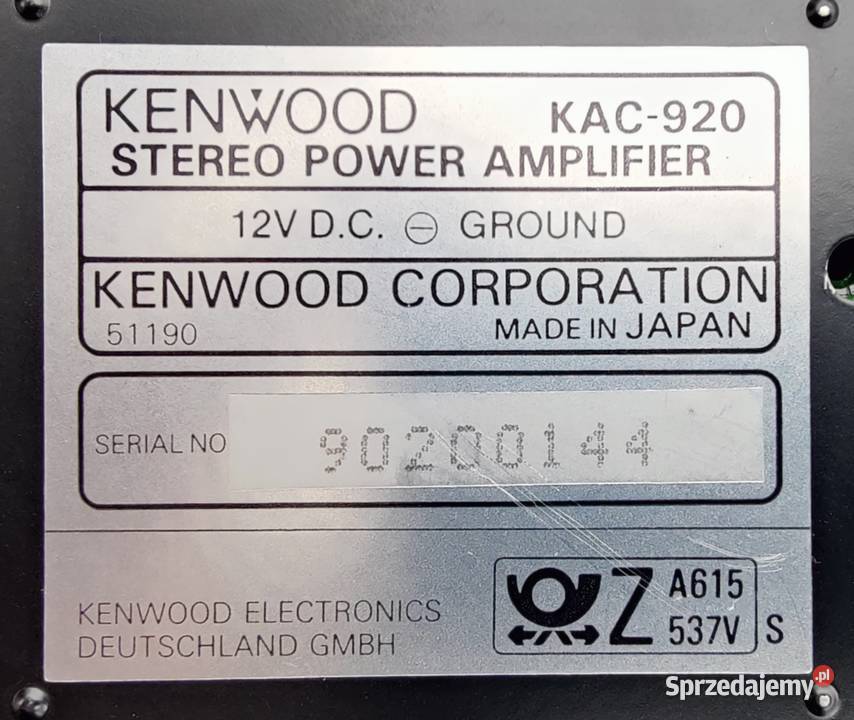 KENWOOD KAC-920
STEREO POWER AMPLIFIER
12V D.C. ⊖ GROUND
KENWOOD CORPORATION
51190 MADE IN JAPAN
SERIAL NO
KENWOOD ELECTRONICS
DEUTSCHLAND GMBH
Z A615
537V S
Sprzedajemy.pl